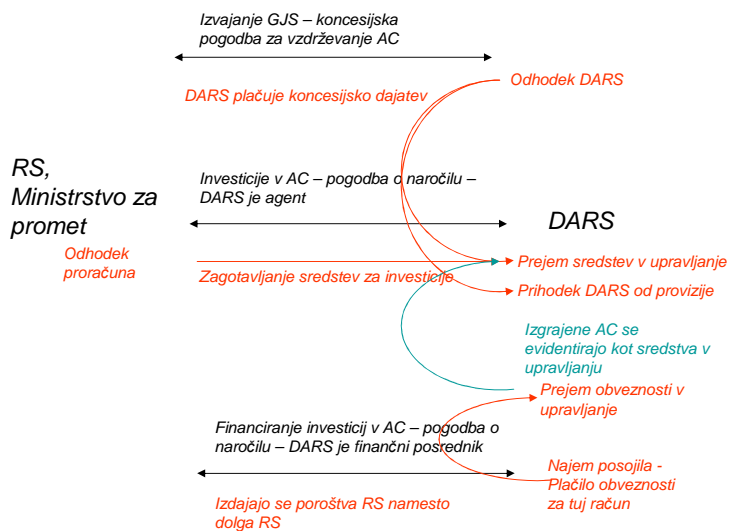 Izvajanje GJS – koncesijska
pogodba za vzdrževanje AC
Odhodek DARS
DARS plačuje koncesijsko dajatev
RS,
Ministrstvo za
promet
Investicije v AC – pogodba o naročilu –
DARS je agent
DARS
Odhodek
proračuna
Zagotavljanje sredstev za investicije
Prejem sredstev v upravljanje
Prihodek DARS od provizije
Izgrajene AC se
evidentirajo kot sredstva v
upravljanju
Prejem obveznosti v
upravljanje
Financiranje investicij v AC – pogodba o
naročilu – DARS je finančni posrednik
Najem posojila -
Plačilo obveznosti
za tuj račun
Izdajajo se poroštva RS namesto
dolga RS